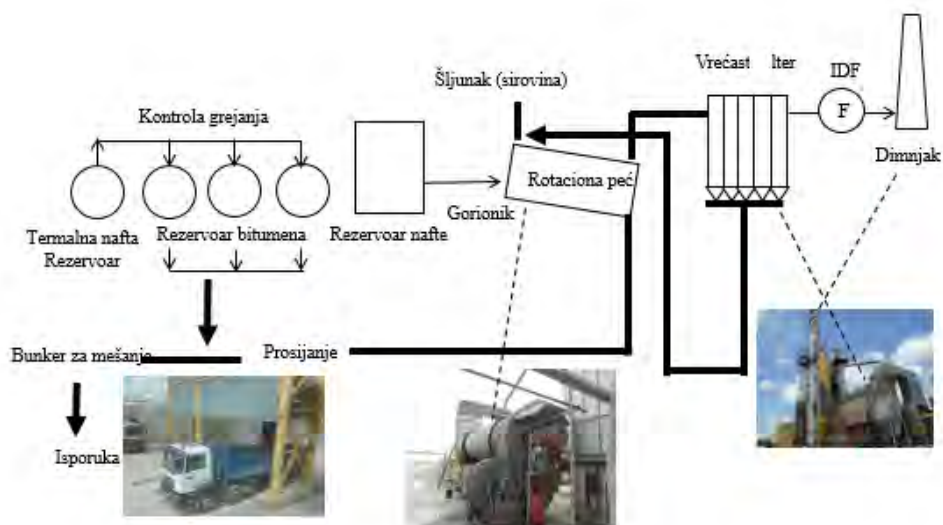 Šljunak (sirovina)
Vrećast lter
IDF
F
Dimnjak
Kontrola grejanja
Rotaciona peć
Gorionik
Termalna nafta
Rezervoar
Rezervoar bitumena
Rezervoar nafte
Bunker za mešanje
Prosijanje
Isporuka